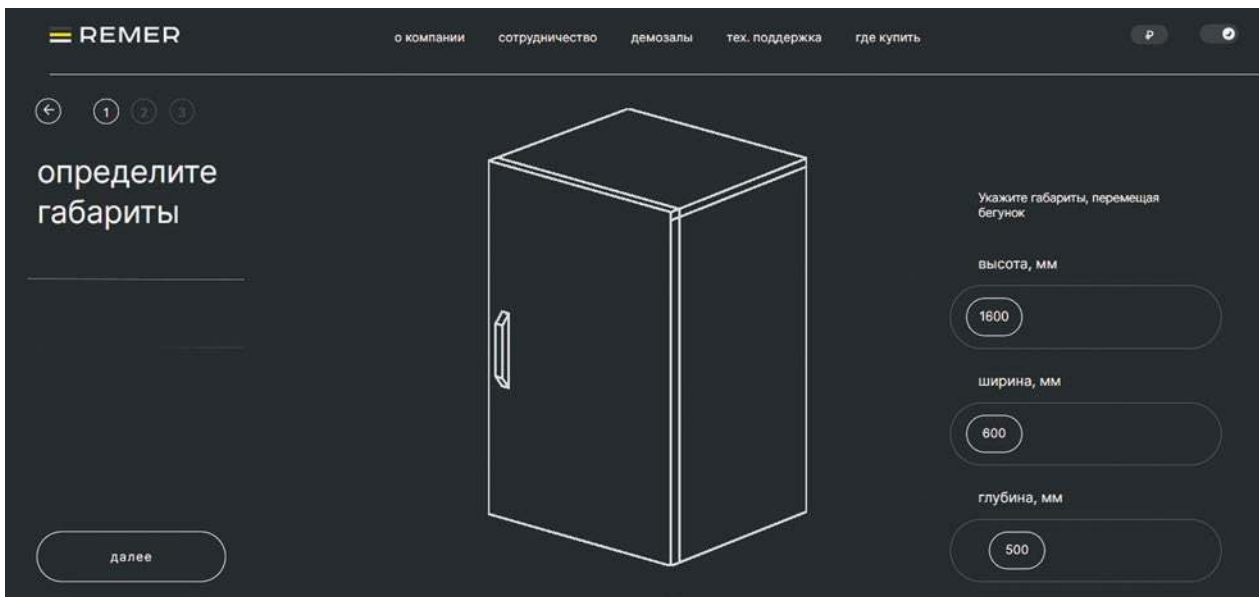 REMER
о компании сотрудничество демозалы тех. поддержка где купить ₽
1 2 3
определите
габариты
Укажите габариты, перемещая
бегунок
высота, мм
1600
ширина, мм
600
глубина, мм
500
далее